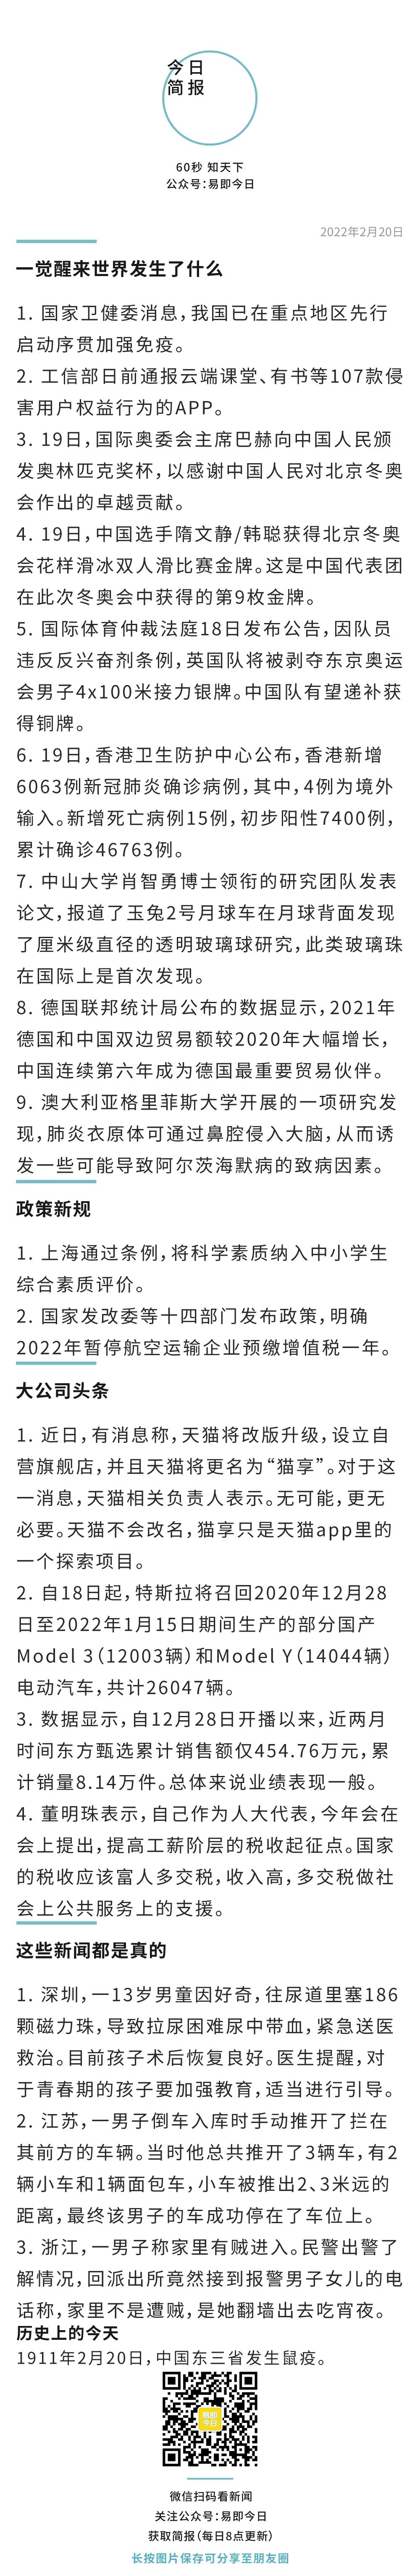 今日
简报
60秒 知天下
公众号：易即今日
2022年2月20日
一觉醒来世界发生了什么
1. 国家卫健委消息，我国已在重点地区先行
启动序贯加强免疫。
2. 工信部日前通报云端课堂、有书等107款侵
害用户权益行为的APP。
3. 19日，国际奥委会主席巴赫向中国人民颁
发奥林匹克奖杯，以感谢中国人民对北京冬奥
会作出的卓越贡献。
4. 19日，中国选手隋文静/韩聪获得北京冬奥
会花样滑冰双人滑比赛金牌。这是中国代表团
在此次冬奥会中获得的第9枚金牌。
5. 国际体育仲裁法庭18日发布公告，因队员
违反反兴奋剂条例，英国队将被剥夺东京奥运
会男子4x100米接力银牌。中国队有望递补获
得铜牌。
6. 19日，香港卫生防护中心公布，香港新增
6063例新冠肺炎确诊病例，其中，4例为境外
输入。新增死亡病例15例，初步阳性7400例，
累计确诊46763例。
7. 中山大学肖智勇博士领衔的研究团队发表
论文，报道了玉兔2号月球车在月球背面发现
了厘米级直径的透明玻璃球研究，此类玻璃珠
在国际上是首次发现。
8. 德国联邦统计局公布的数据显示，2021年
德国和中国双边贸易额较2020年大幅增长，
中国连续第六年成为德国最重要贸易伙伴。
9. 澳大利亚格里菲斯大学开展的一项研究发
现，肺炎衣原体可通过鼻腔侵入大脑，从而诱
发一些可能导致阿尔茨海默病的致病因素。
政策新规
1. 上海通过条例，将科学素质纳入中小学生
综合素质评价。
2. 国家发改委等十四部门发布政策，明确
2022年暂停航空运输企业预缴增值税一年。
大公司头条
1. 近日，有消息称，天猫将改版升级，设立自
营旗舰店，并且天猫将更名为“猫享”。对于这
一消息，天猫相关负责人表示。无可能，更无
必要。天猫不会改名，猫享只是天猫app里的
一个探索项目。
2. 自18日起，特斯拉将召回2020年12月28
日至2022年1月15日期间生产的部分国产
Model 3（12003辆）和Model Y（14044辆）
电动汽车，共计26047辆。
3. 数据显示，自12月28日开播以来，近两月
时间东方甄选累计销售额仅454.76万元，累
计销量8.14万件。总体来说业绩表现一般。
4. 董明珠表示，自己作为人大代表，今年会在
会上提出，提高工薪阶层的税收起征点。国家
的税收应该富人多交税，收入高，多交税做社
会上公共服务上的支援。
这些新闻都是真的
1. 深圳，一13岁男童因好奇，往尿道里塞186
颗磁力珠，导致拉尿困难尿中带血，紧急送医
救治。目前孩子术后恢复良好。医生提醒，对
于青春期的孩子要加强教育，适当进行引导。
2. 江苏，一男子倒车入库时手动推开了拦在
其前方的车辆。当时他总共推开了3辆车，有2
辆小车和1辆面包车，小车被推出2、3米远的
距离，最终该男子的车成功停在了车位上。
3. 浙江，一男子称家里有贼进入。民警出警了
解情况，回派出所竟然接到报警男子女儿的电
话称，家里不是遭贼，是她翻墙出去吃宵夜。
历史上的今天
1911年2月20日，中国东三省发生鼠疫。
易即
今日
微信扫码看新闻
关注公众号：易即今日
获取简报（每日8点更新）
长按图片保存可分享至朋友圈